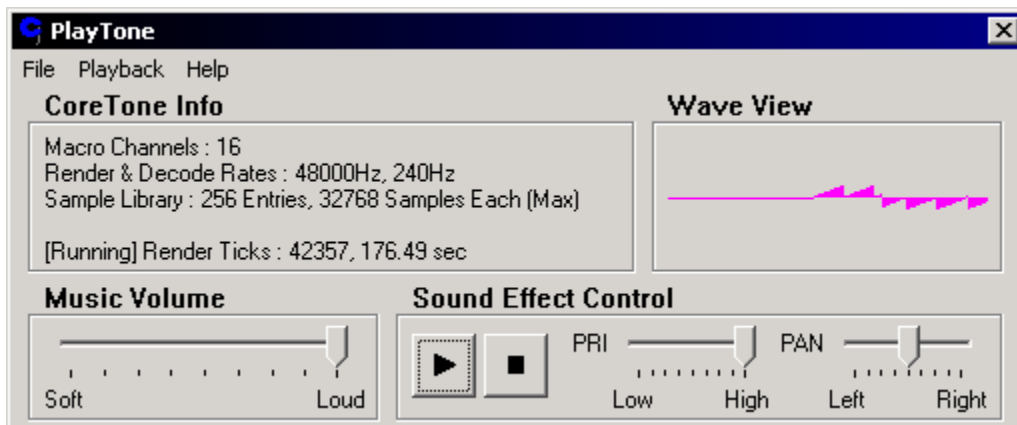 PlayTone
File Playback Help
CoreTone Info
Macro Channels : 16
Render & Decode Rates : 48000Hz, 240Hz
Sample Library : 256 Entries, 32768 Samples Each (Max)
[Running] Render Ticks : 42357, 176.49 sec
Wave View
Music Volume
Soft Loud
Sound Effect Control
PRI
Low High
PAN
Left Right